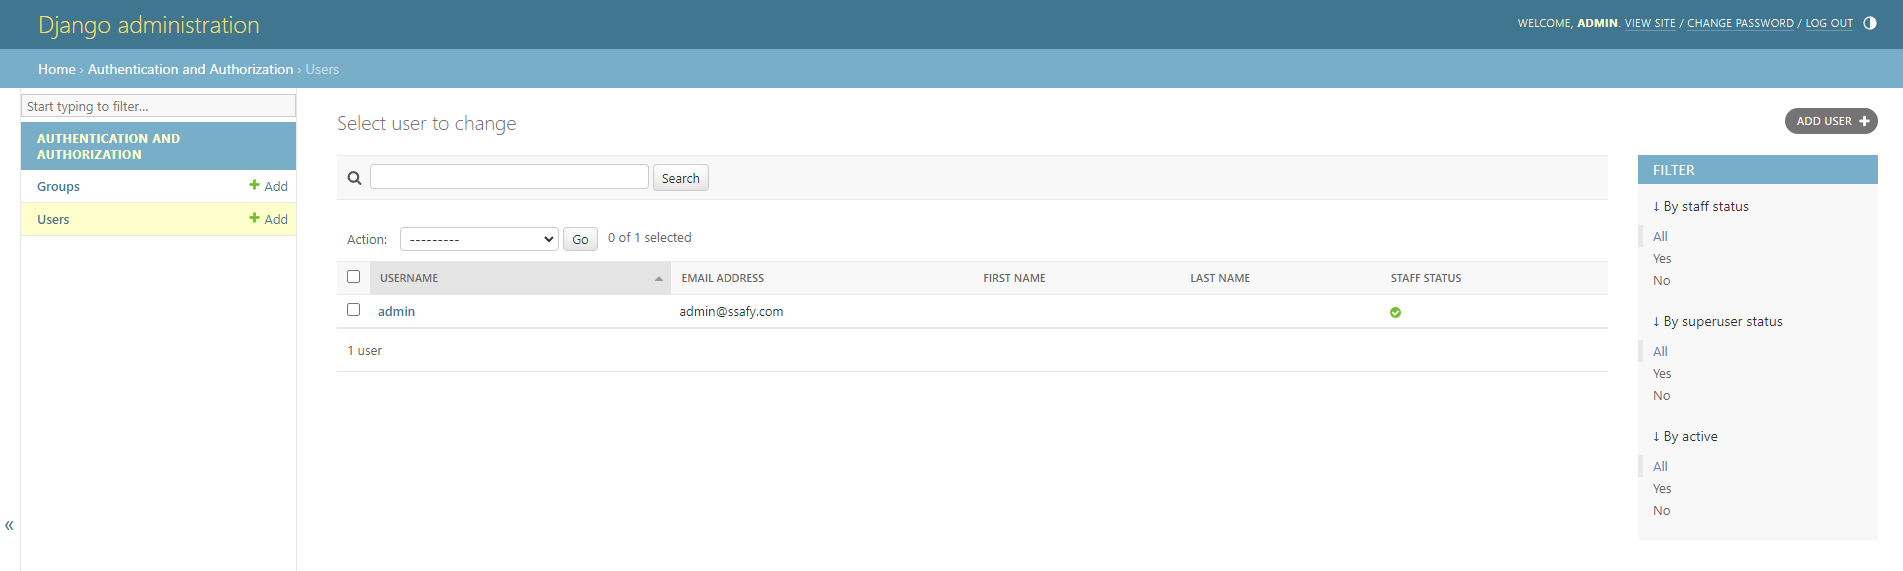 Django administration
WELCOME, ADMIN. VIEW SITE / CHANGE PASSWORD / LOG OUT
Home › Authentication and Authorization › Users
Start typing to filter...
AUTHENTICATION AND
AUTHORIZATION
Groups
Add
Users
Add
«
Select user to change
ADD USER
Search
Action: --------- Go 0 of 1 selected
USERNAME EMAIL ADDRESS FIRST NAME LAST NAME STAFF STATUS
admin admin@ssafy.com
1 user
FILTER
↓ By staff status
All
Yes
No
↓ By superuser status
All
Yes
No
↓ By active
All
Yes
No